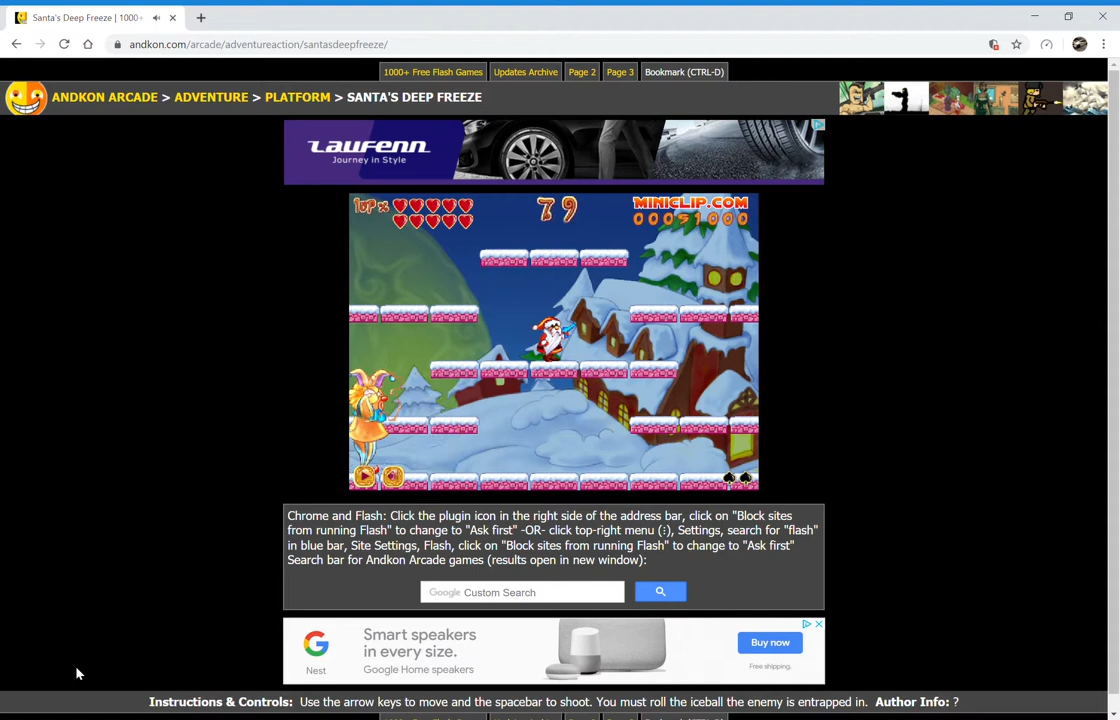 Santa's Deep Freeze | 1000+
andkon.com/arcade/adventureaction/santasdeepfreeze/
1000+ Free Flash Games Updates Archive Page 2 Page 3 Bookmark (CTRL-D)
ANDKON ARCADE > ADVENTURE > PLATFORM > SANTA'S DEEP FREEZE
LAUFENN
Journey in Style
79
MINICLIP.COM
00051000
Chrome and Flash: Click the plugin icon in the right side of the address bar, click on "Block sites
from running Flash" to change to "Ask first" -OR- click top-right menu (⋮), Settings, search for "flash"
in blue bar, Site Settings, Flash, click on "Block sites from running Flash" to change to "Ask first"
Search bar for Andkon Arcade games (results open in new window):
Google Custom Search
Smart speakers
in every size.
Google Home speakers
Nest
Buy now
Free shipping.
Instructions & Controls: Use the arrow keys to move and the spacebar to shoot. You must roll the iceball the enemy is entrapped in. Author Info: ?